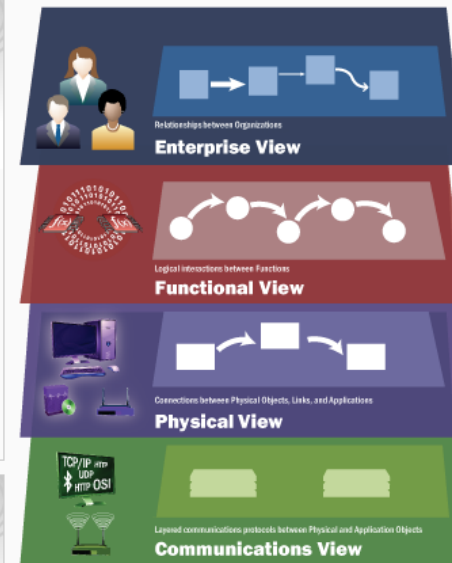 Relationships between Organizations
Enterprise View
f(x) f(x)
Logical interactions between Functions
Functional View
Connections between Physical Objects, Links, and Applications
Physical View
TCP/IP HTTP
UDP
HTTP OSI
Layered communications protocols between Physical and Application Objects
Communications View